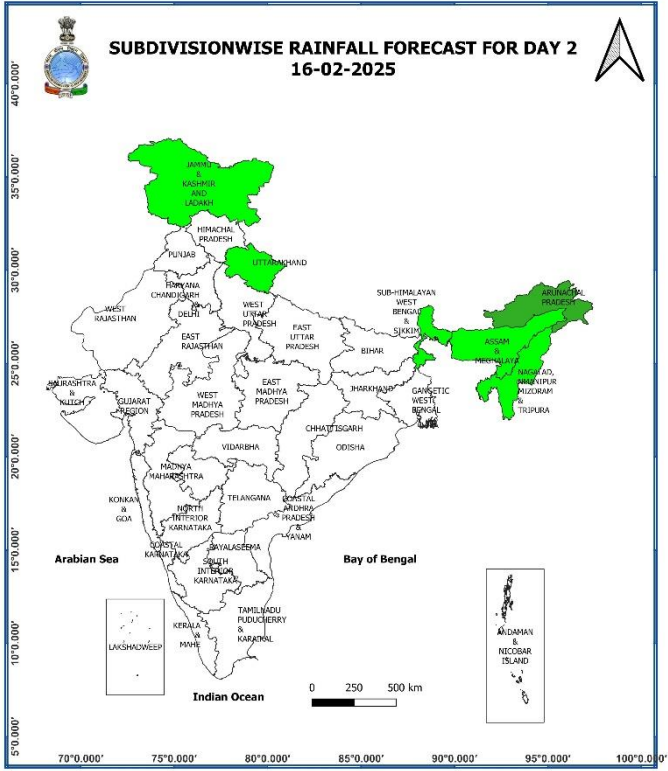 SUBDIVISIONWISE RAINFALL FORECAST FOR DAY 2
16-02-2025
40°0.000'
35°0.000'
30°0.000'
25°0.000'
20°0.000'
15°0.000'
10°0.000'
5°0.000'
JAMMU
&
KASHMIR
AND
LADAKH
HIMACHAL
PRADESH
PUNJAB
UTTARAKHAND
HARYANA
CHANDIGARH
&
DELHI
WEST
RAJASTHAN
WEST
UTTAR
PRADESH
EAST
RAJASTHAN
EAST
UTTAR
PRADESH
SUB-HIMALAYAN
WEST
BENGAL
&
SIKKIM
ARUNACHAL
PRADESH
ASSAM
&
MEGHALAYA
BIHAR
SAURASHTRA
&
KUTCH
GUJARAT
REGION
WEST
MADHYA
PRADESH
EAST
MADHYA
PRADESH
JHARKHAND
GANGETIC
WEST
BENGAL
MIZORAM
&
TRIPURA
CHHATTISGARH
ODISHA
VIDARBHA
MADHYA
MAHARASHTRA
TELANGANA
KONKAN
&
GOA
NORTH
INTERIOR
KARNATAKA
COASTAL
ANDHRA
PRADESH
&
YANAM
COASTAL
KARNATAKA
RAYALASEEMA
SOUTH
INTERIOR
KARNATAKA
Arabian Sea
Bay of Bengal
LAKSHADWEEP
KERALA
&
MAHE
TAMILNADU
PUDUCHERRY
&
KARAIKAL
ANDAMAN
&
NICOBAR
ISLAND
Indian Ocean
0 250 500 km
70°0.000' 75°0.000' 80°0.000' 85°0.000' 90°0.000' 95°0.000' 100°0.000'